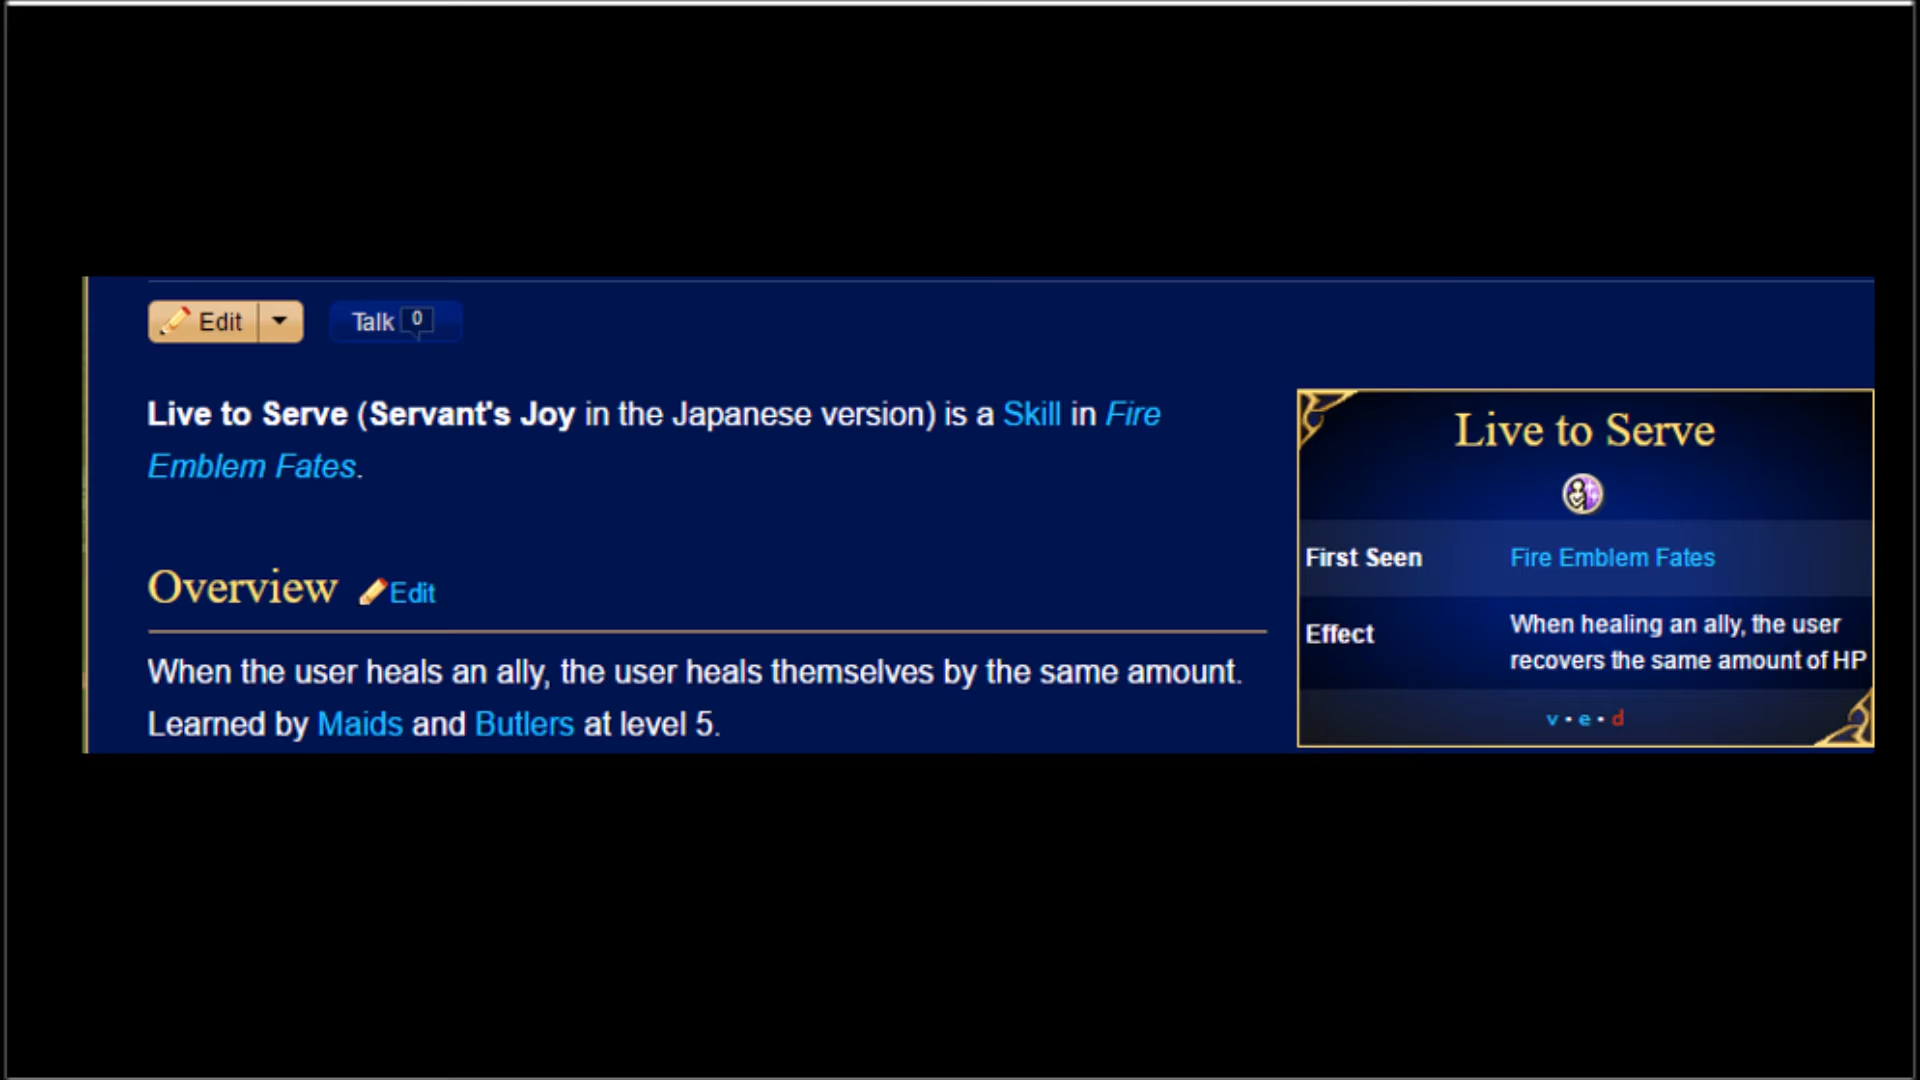 Edit
Talk 0
Live to Serve (Servant's Joy in the Japanese version) is a Skill in Fire
Emblem Fates.
Overview Edit
When the user heals an ally, the user heals themselves by the same amount.
Learned by Maids and Butlers at level 5.
Live to Serve
First Seen Fire Emblem Fates
Effect When healing an ally, the user
recovers the same amount of HP
v • e • d